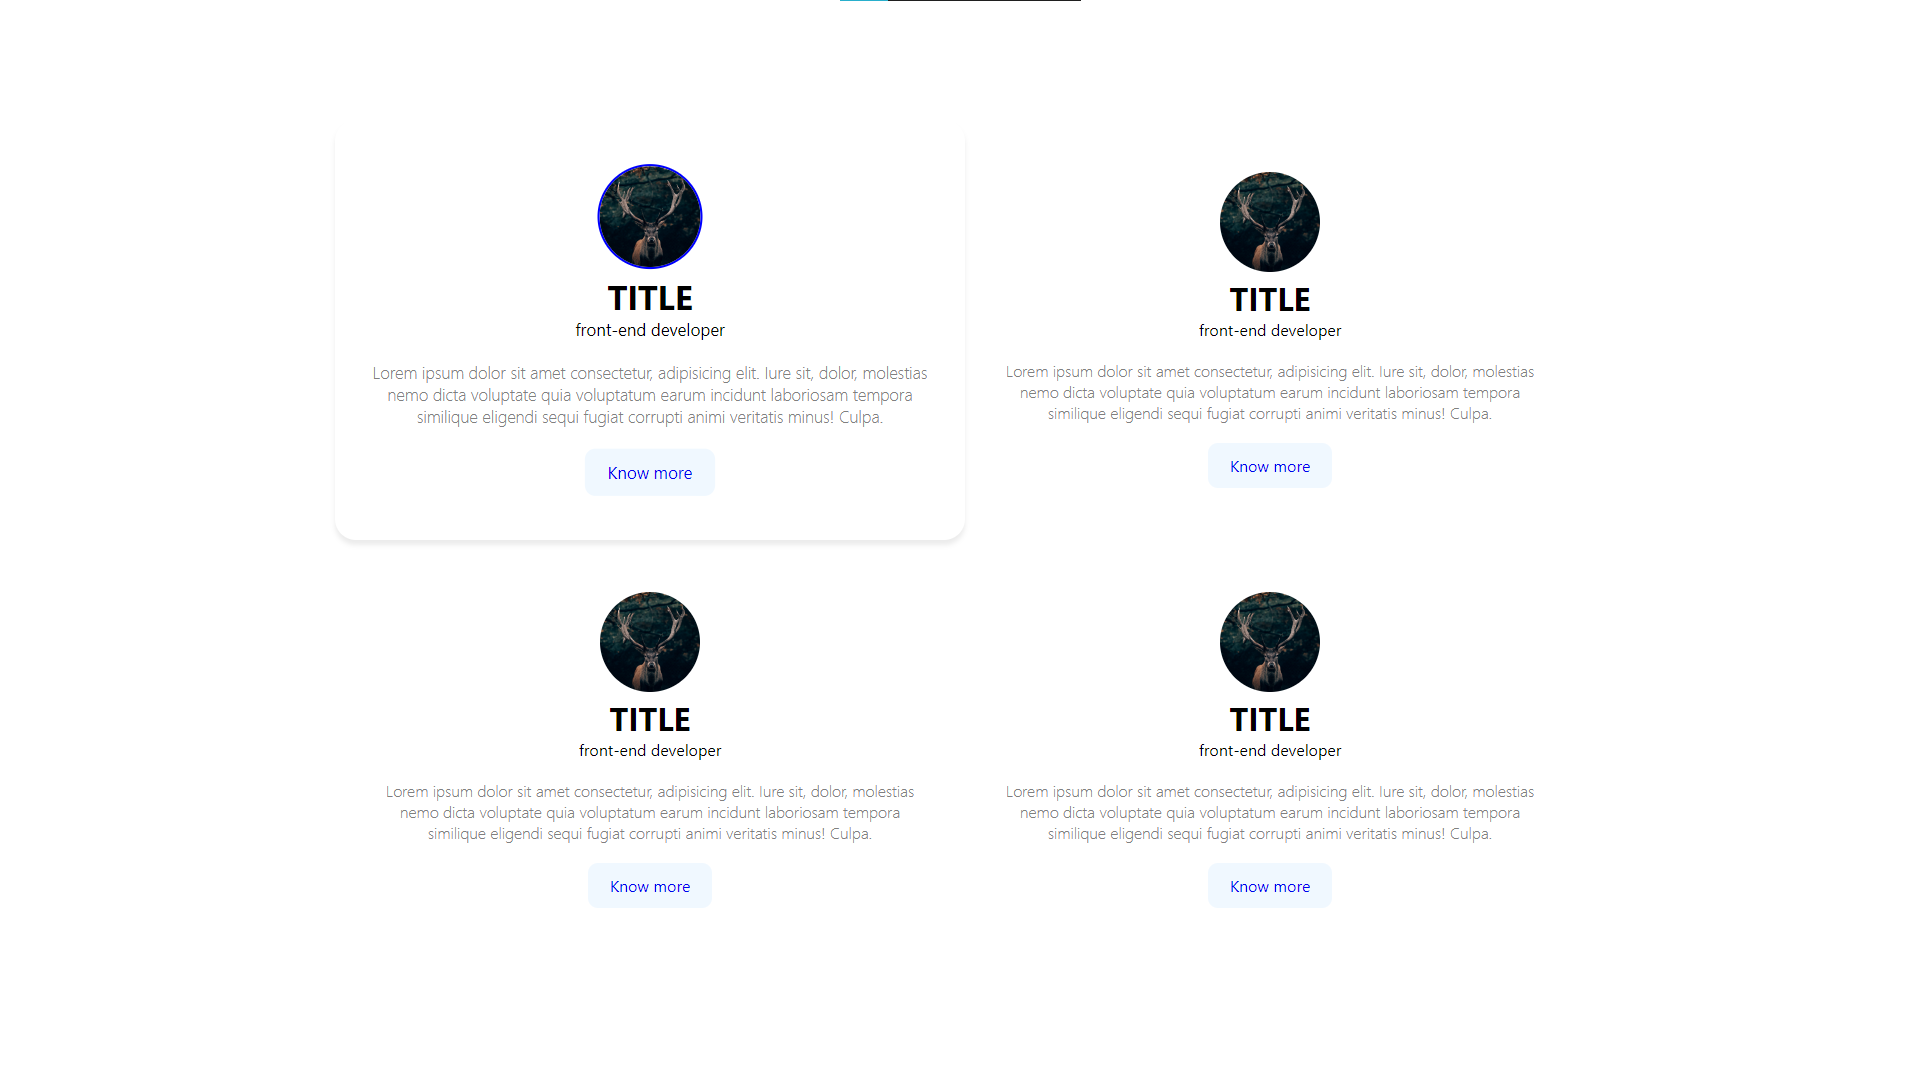 TITLE
front-end developer
Lorem ipsum dolor sit amet consectetur, adipisicing elit. Iure sit, dolor, molestias
nemo dicta voluptate quia voluptatum earum incidunt laboriosam tempora
similique eligendi sequi fugiat corrupti animi veritatis minus! Culpa.
Know more
TITLE
front-end developer
Lorem ipsum dolor sit amet consectetur, adipisicing elit. Iure sit, dolor, molestias
nemo dicta voluptate quia voluptatum earum incidunt laboriosam tempora
similique eligendi sequi fugiat corrupti animi veritatis minus! Culpa.
Know more
TITLE
front-end developer
Lorem ipsum dolor sit amet consectetur, adipisicing elit. Iure sit, dolor, molestias
nemo dicta voluptate quia voluptatum earum incidunt laboriosam tempora
similique eligendi sequi fugiat corrupti animi veritatis minus! Culpa.
Know more
TITLE
front-end developer
Lorem ipsum dolor sit amet consectetur, adipisicing elit. Iure sit, dolor, molestias
nemo dicta voluptate quia voluptatum earum incidunt laboriosam tempora
similique eligendi sequi fugiat corrupti animi veritatis minus! Culpa.
Know more